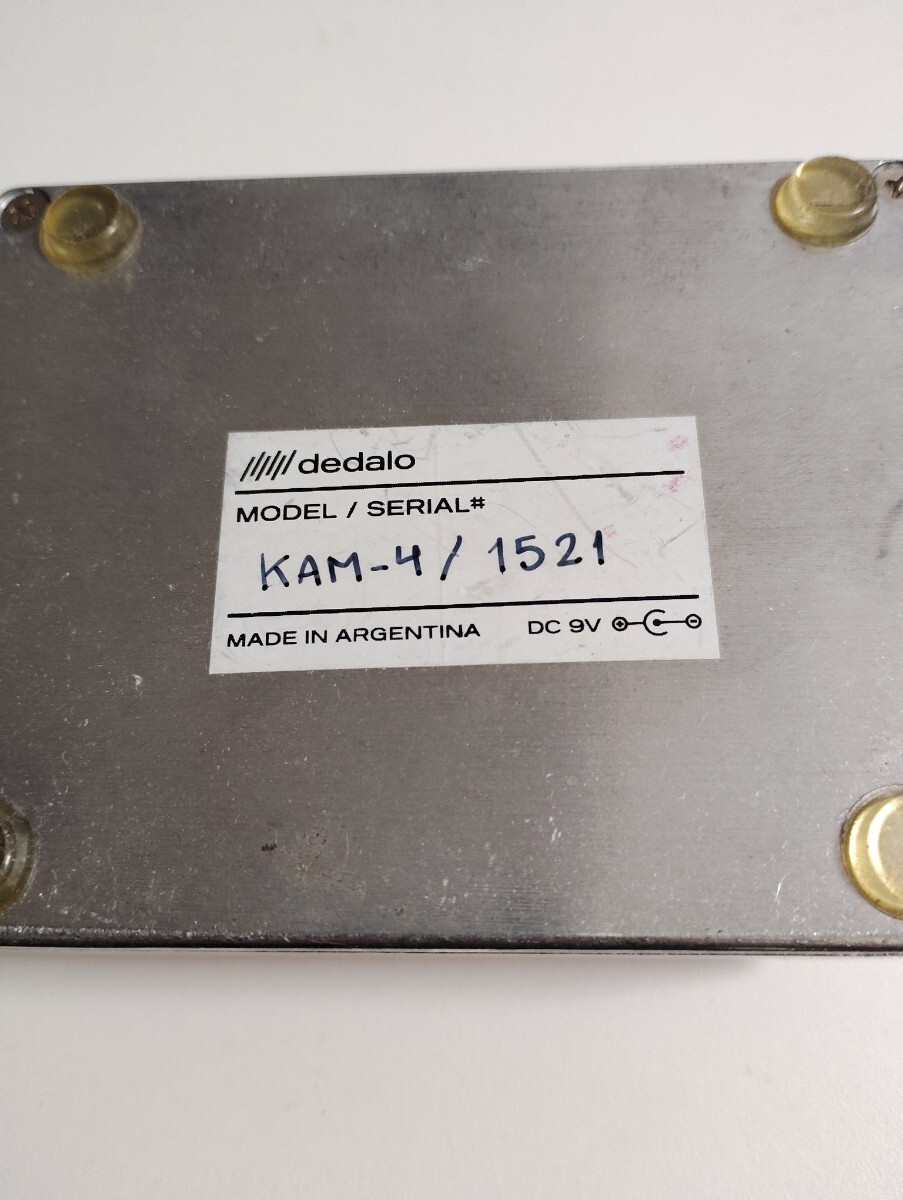 dedalo
MODEL / SERIAL#
KAM-4 / 1521
MADE IN ARGENTINA DC 9V